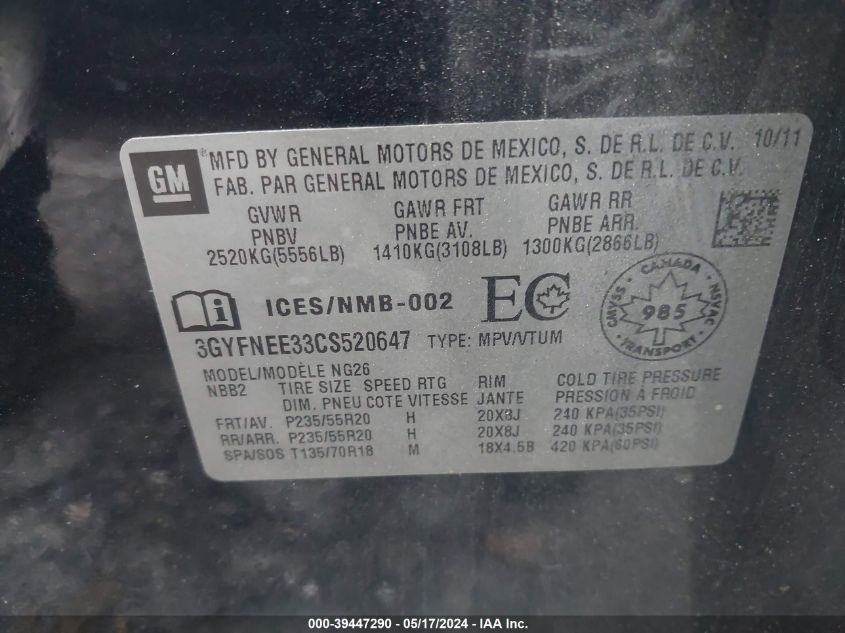 GM
MFD BY GENERAL MOTORS DE MEXICO, S. DE R.L. DE C.V. 10/11
FAB. PAR GENERAL MOTORS DE MEXICO, S. DE R.L. DE C.V.
GVWR GAWR FRT GAWR RR
PNBV PNBE AV. PNBE ARR.
2520KG(5556LB) 1410KG(3108LB) 1300KG(2866LB)
ICES/NMB-002 EC
CANADA
CMVSS 985 NSVAC
TRANSPORT
3GYFNEE33CS520647 TYPE: MPV/VTUM
MODEL/MODÈLE NG26
NBB2 TIRE SIZE SPEED RTG RIM COLD TIRE PRESSURE
DIM. PNEU COTE VITESSE JANTE PRESSION A FROID
FRT/AV. P235/55R20 H 20X8J 240 KPA(35PSI)
RR/ARR. P235/55R20 H 20X8J 240 KPA(35PSI)
SPA/SOS T135/70R18 M 18X4.5B 420 KPA(60PSI)
000-39447290 - 05/17/2024 - IAA Inc.